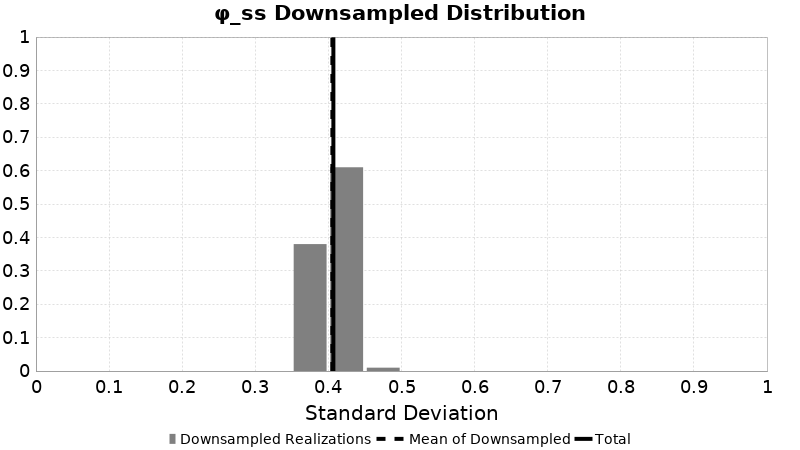 φ_ss Downsampled Distribution
1
0.9
0.8
0.7
0.6
0.5
0.4
0.3
0.2
0.1
0
0 0.1 0.2 0.3 0.4 0.5 0.6 0.7 0.8 0.9 1
Standard Deviation
Downsampled Realizations Mean of Downsampled Total